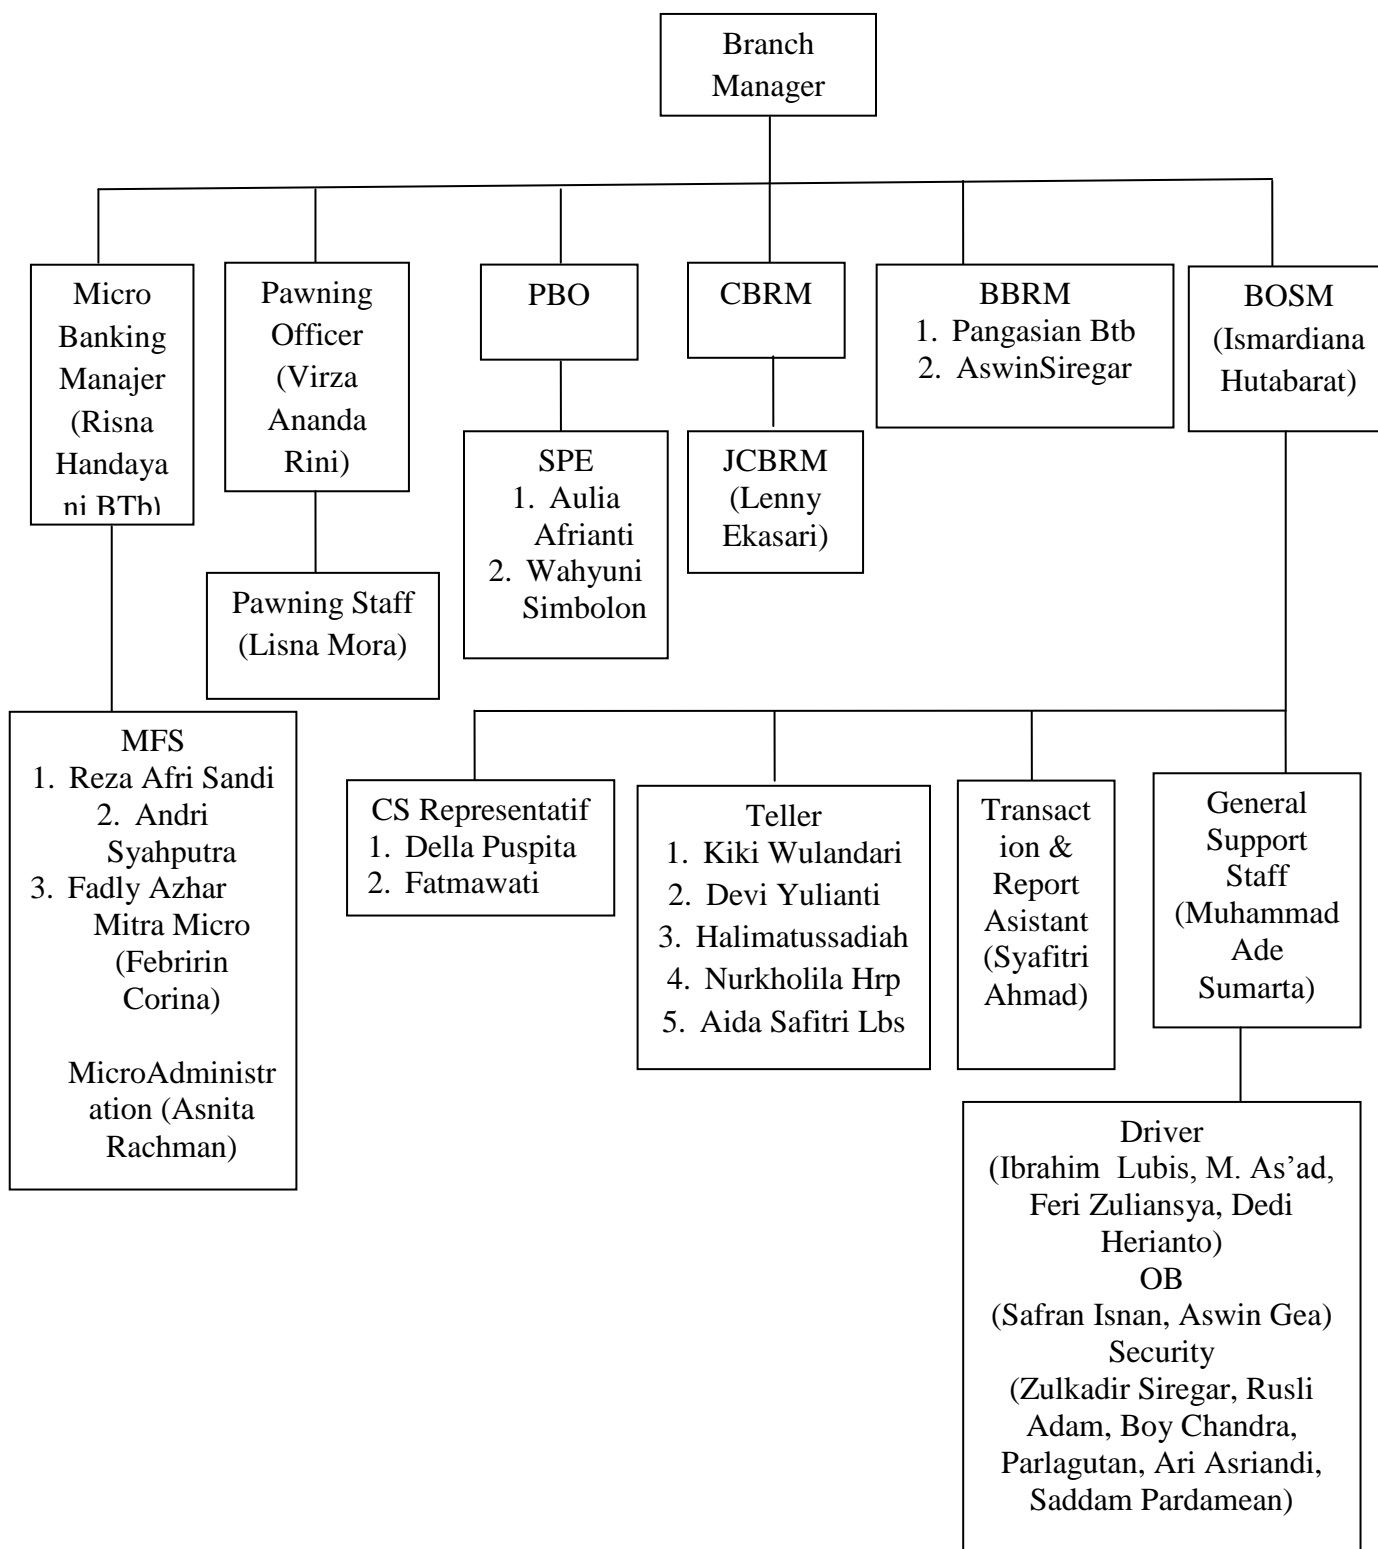 Branch
Manager
Micro
Banking
Manajer
(Risna
Handaya
ni BTb)
Pawning
Officer
(Virza
Ananda
Rini)
PBO
CBRM
BBRM
1. Pangasian Btb
2. AswinSiregar
BOSM
(Ismardiana
Hutabarat)
SPE
1. Aulia
Afrianti
2. Wahyuni
Simbolon
JCBRM
(Lenny
Ekasari)
Pawning Staff
(Lisna Mora)
MFS
1. Reza Afri Sandi
2. Andri
Syahputra
3. Fadly Azhar
Mitra Micro
(Febririn
Corina)
MicroAdministr
ation (Asnita
Rachman)
CS Representatif
1. Della Puspita
2. Fatmawati
Teller
1. Kiki Wulandari
2. Devi Yulianti
3. Halimatussadiah
4. Nurkholila Hrp
5. Aida Safitri Lbs
Transact
ion &
Report
Asistant
(Syafitri
Ahmad)
General
Support
Staff
(Muhammad
Ade
Sumarta)
Driver
(Ibrahim Lubis, M. As’ad,
Feri Zuliansya, Dedi
Herianto)
OB
(Safran Isnan, Aswin Gea)
Security
(Zulkadir Siregar, Rusli
Adam, Boy Chandra,
Parlagutan, Ari Asriandi,
Saddam Pardamean)